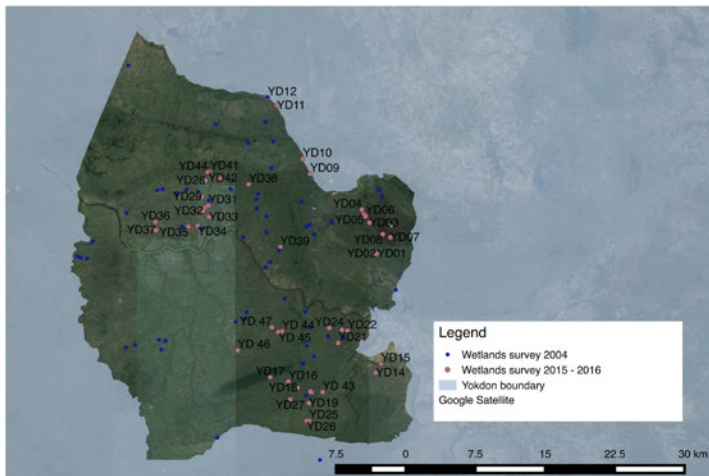 YD12
YD11
YD10
YD09
YD44 YD41
YD28 YD42
YD38
YD29
YD31
YD32
YD33
YD36
YD37
YD35
YD34
YD04
YD06
YD05
YD03
YD08
YD07
YD02
YD01
YD39
YD 47
YD 44
YD 45
YD24
YD22
YD21
YD 46
YD15
YD14
YD17
YD16
YD18
YD 43
YD27
YD19
YD25
YD26
Legend
Wetlands survey 2004
Wetlands survey 2015 - 2016
Yokdon boundary
Google Satellite
7.5 0 7.5 15 22.5 30 km